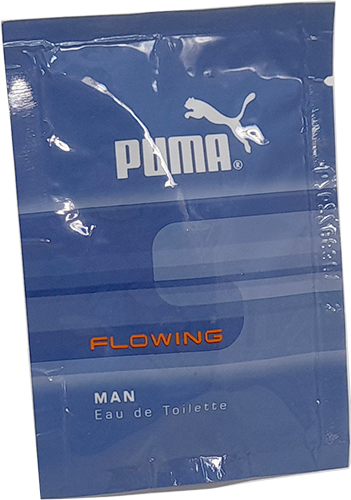 PUMA®
FLOWING
MAN
Eau de Toilette